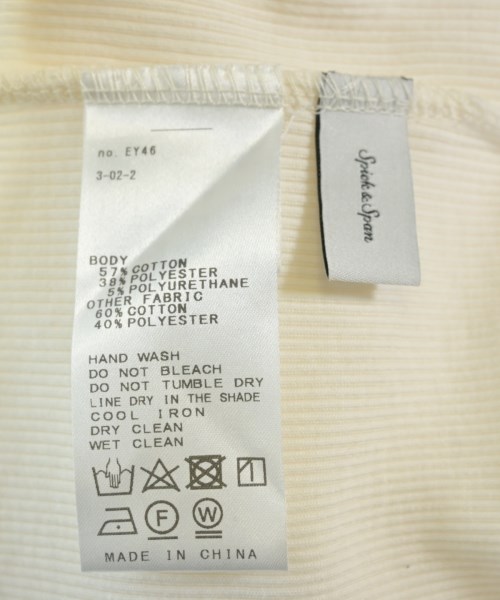 no. EY46
3-02-2
BODY
57% COTTON
38% POLYESTER
5% POLYURETHANE
OTHER FABRIC
60% COTTON
40% POLYESTER
HAND WASH
DO NOT BLEACH
DO NOT TUMBLE DRY
LINE DRY IN THE SHADE
COOL IRON
DRY CLEAN
WET CLEAN
F W
MADE IN CHINA
Spick & Span